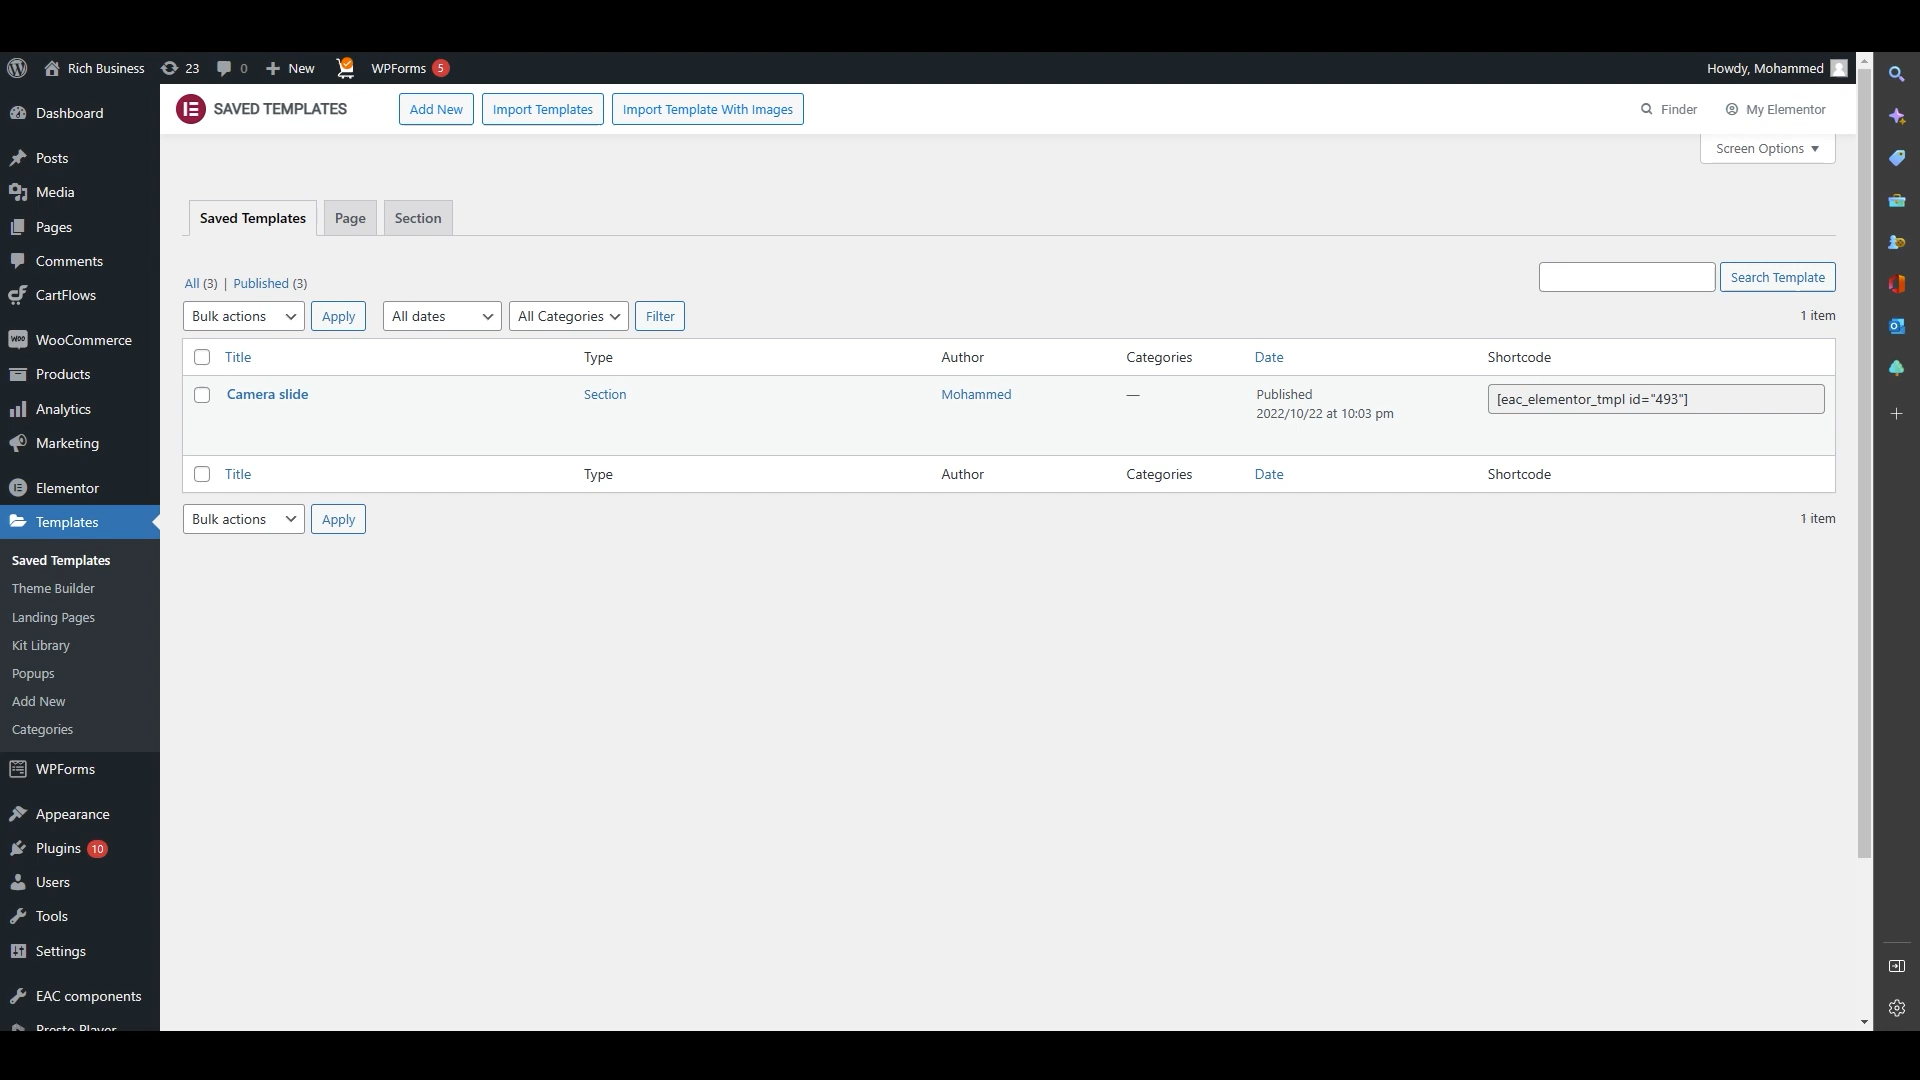 Rich Business 23 0 New WPForms 5 Howdy, Mohammed
SAVED TEMPLATES Add New Import Templates Import Template With Images Finder My Elementor
Screen Options
Dashboard
Posts
Media
Pages
Comments
CartFlows
WooCommerce
Products
Analytics
Marketing
Elementor
Templates
Saved Templates
Theme Builder
Landing Pages
Kit Library
Popups
Add New
Categories
WPForms
Appearance
Plugins 10
Users
Tools
Settings
EAC components
Presto Player
Saved Templates Page Section
All (3) | Published (3)
Search Template
Bulk actions Apply All dates All Categories Filter 1 item
Title Type Author Categories Date Shortcode
Camera slide Section Mohammed — Published [eac_elementor_tmpl id="493"]
2022/10/22 at 10:03 pm
Title Type Author Categories Date Shortcode
Bulk actions Apply 1 item